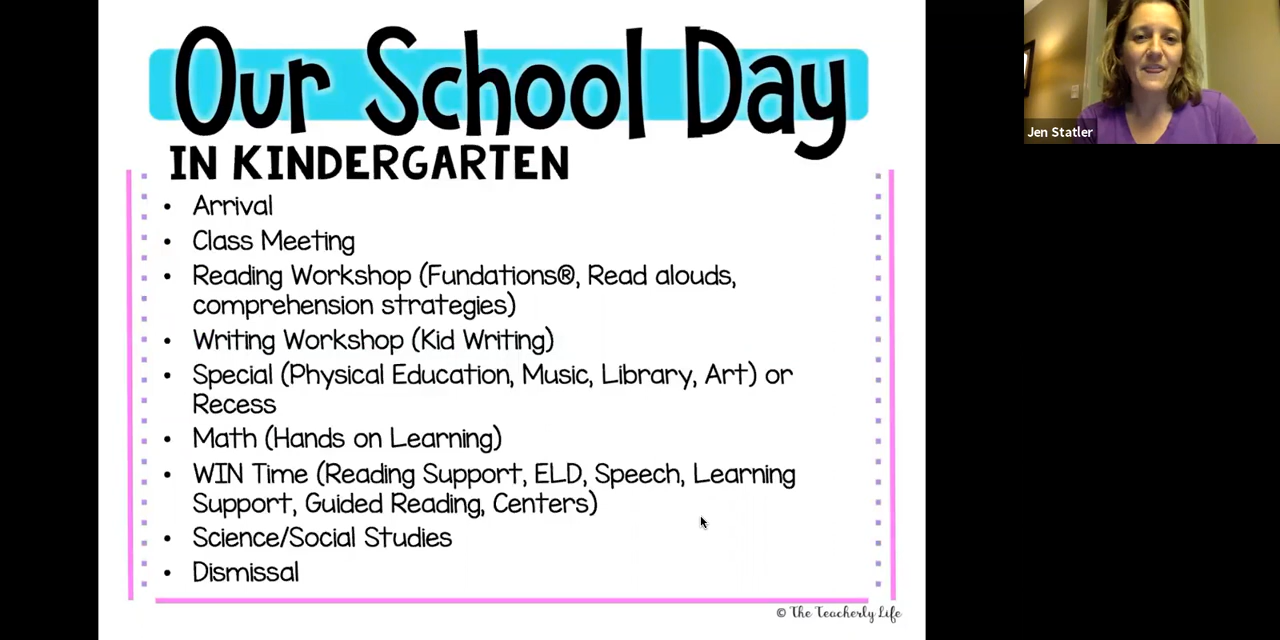 Our School Day
IN KINDERGARTEN
• Arrival
• Class Meeting
• Reading Workshop (Fundations®, Read alouds,
comprehension strategies)
• Writing Workshop (Kid Writing)
• Special (Physical Education, Music, Library, Art) or
Recess
• Math (Hands on Learning)
• WIN Time (Reading Support, ELD, Speech, Learning
Support, Guided Reading, Centers)
• Science/Social Studies
• Dismissal
© The Teacherly Life
Jen Statler